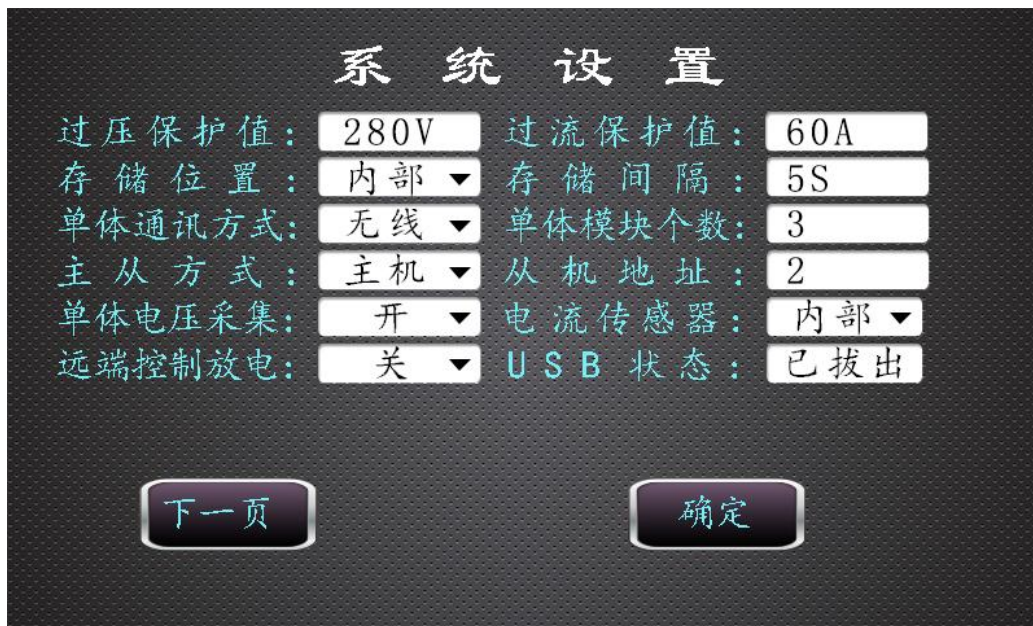 系统设置
过压保护值: 280V 过流保护值: 60A
存储位置: 内部 存储间隔: 5S
单体通讯方式: 无线 单体模块个数: 3
主从方式: 主机 从机地址: 2
单体电压采集: 开 电流传感器: 内部
远端控制放电: 关 USB状态: 已拔出
下一页 确定